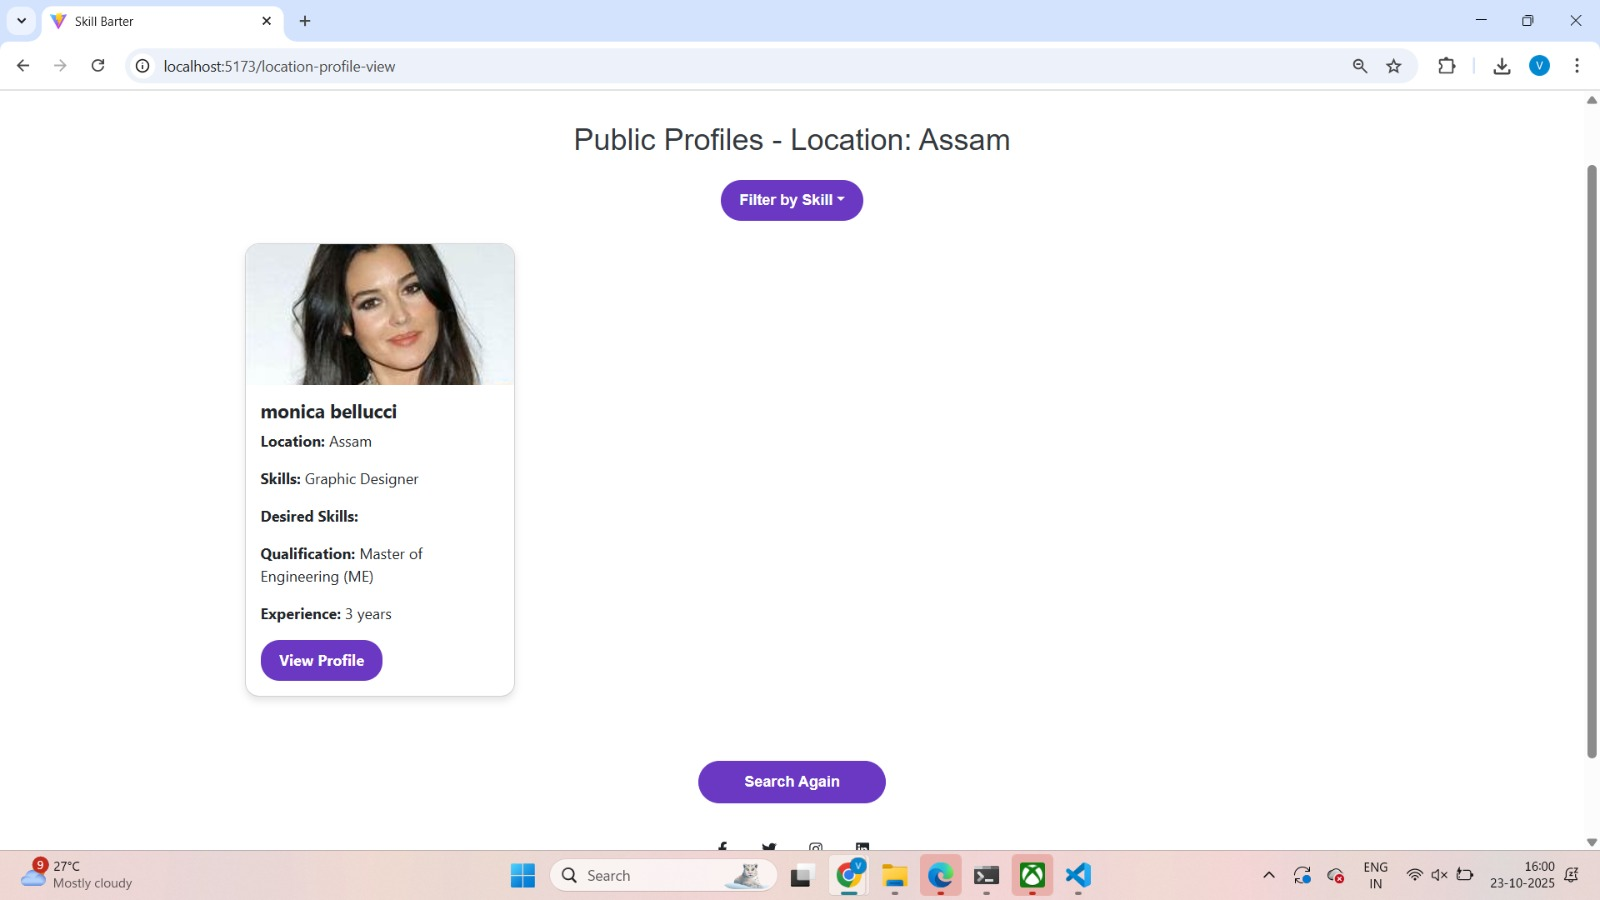 Skill Barter
localhost:5173/location-profile-view
V
Public Profiles - Location: Assam
Filter by Skill
monica bellucci
Location: Assam
Skills: Graphic Designer
Desired Skills:
Qualification: Master of
Engineering (ME)
Experience: 3 years
View Profile
Search Again
9
27°C
Mostly cloudy
Search
V
ENG
IN
16:00
23-10-2025